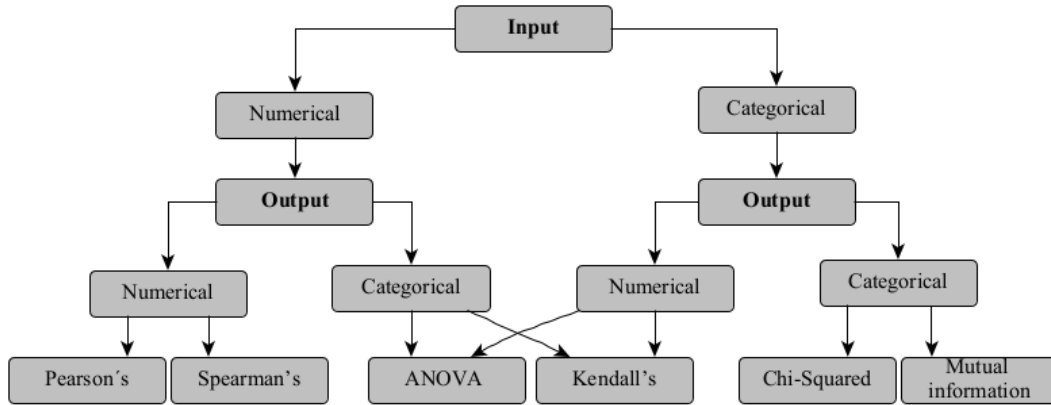 Input
Numerical
Categorical
Output
Output
Numerical
Categorical
Numerical
Categorical
Pearson´s
Spearman’s
ANOVA
Kendall’s
Chi-Squared
Mutual
information